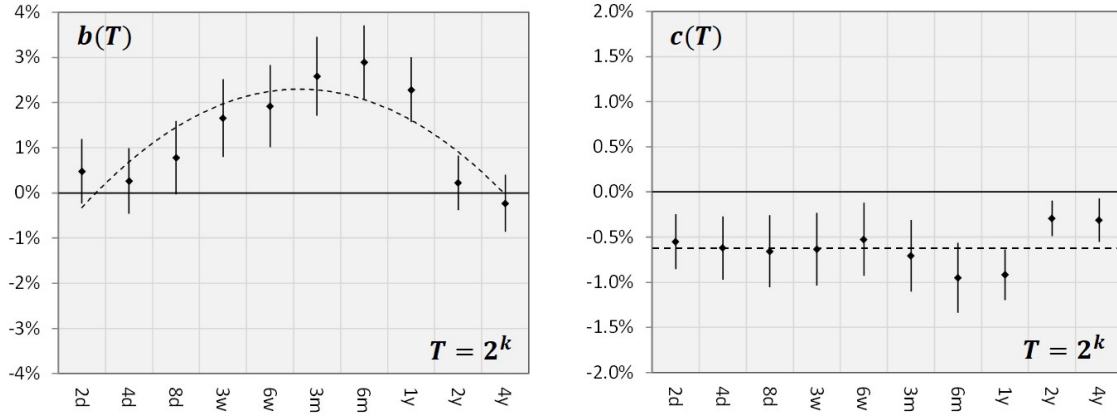 4%
3%
2%
1%
0%
-1%
-2%
-3%
-4%
b(T)
T = 2^k
2d
4d
8d
3w
6w
3m
6m
1y
2y
4y
2.0%
1.5%
1.0%
0.5%
0.0%
-0.5%
-1.0%
-1.5%
-2.0%
c(T)
T = 2^k
2d
4d
8d
3w
6w
3m
6m
1y
2y
4y